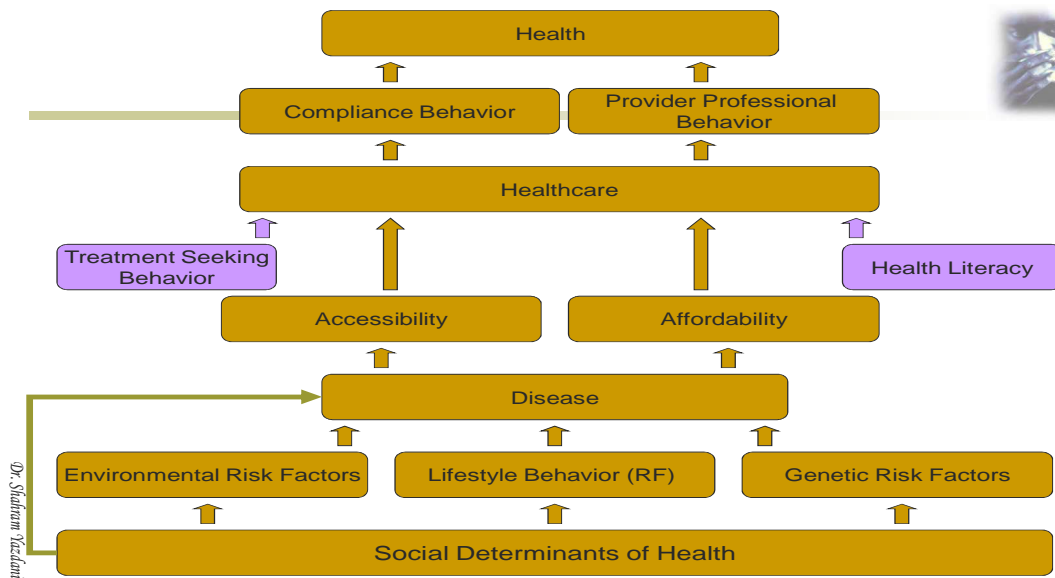 Health
Compliance Behavior
Provider Professional
Behavior
Healthcare
Treatment Seeking
Behavior
Health Literacy
Accessibility
Affordability
Disease
Environmental Risk Factors
Lifestyle Behavior (RF)
Genetic Risk Factors
Social Determinants of Health
Dr. Shahram Yazdani